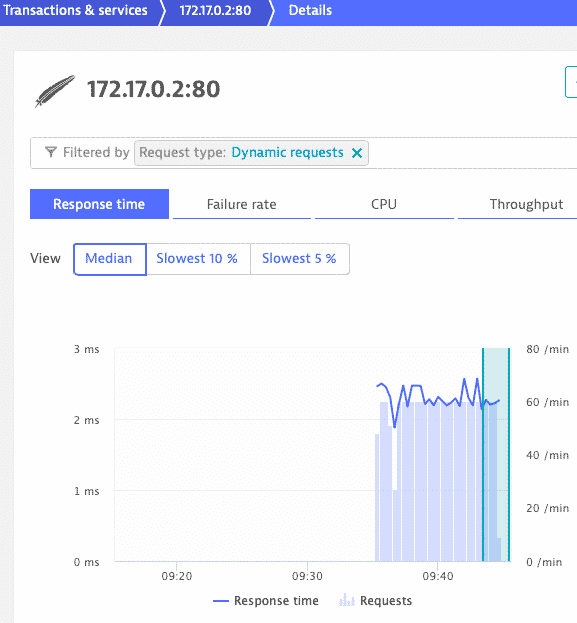 Transactions & services 172.17.0.2:80 Details
172.17.0.2:80
Filtered by Request type: Dynamic requests
Response time Failure rate CPU Throughput
View Median Slowest 10 % Slowest 5 %
3 ms 80 /min
2 ms 60 /min
40 /min
1 ms
20 /min
0 ms 0 /min
09:20 09:30 09:40
Response time Requests